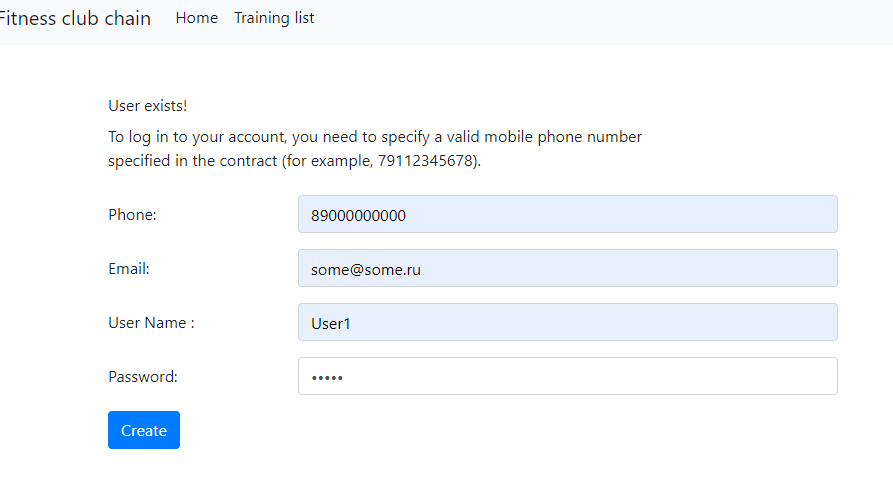 Fitness club chain Home Training list
User exists!
To log in to your account, you need to specify a valid mobile phone number
specified in the contract (for example, 79112345678).
Phone: 89000000000
Email: some@some.ru
User Name : User1
Password: •••••
Create